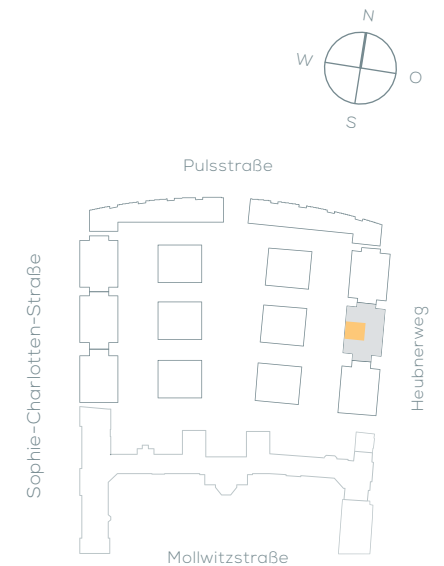 N
W
O
S
Pulsstraße
Sophie-Charlotten-Straße
Heubnerweg
Mollwitzstraße